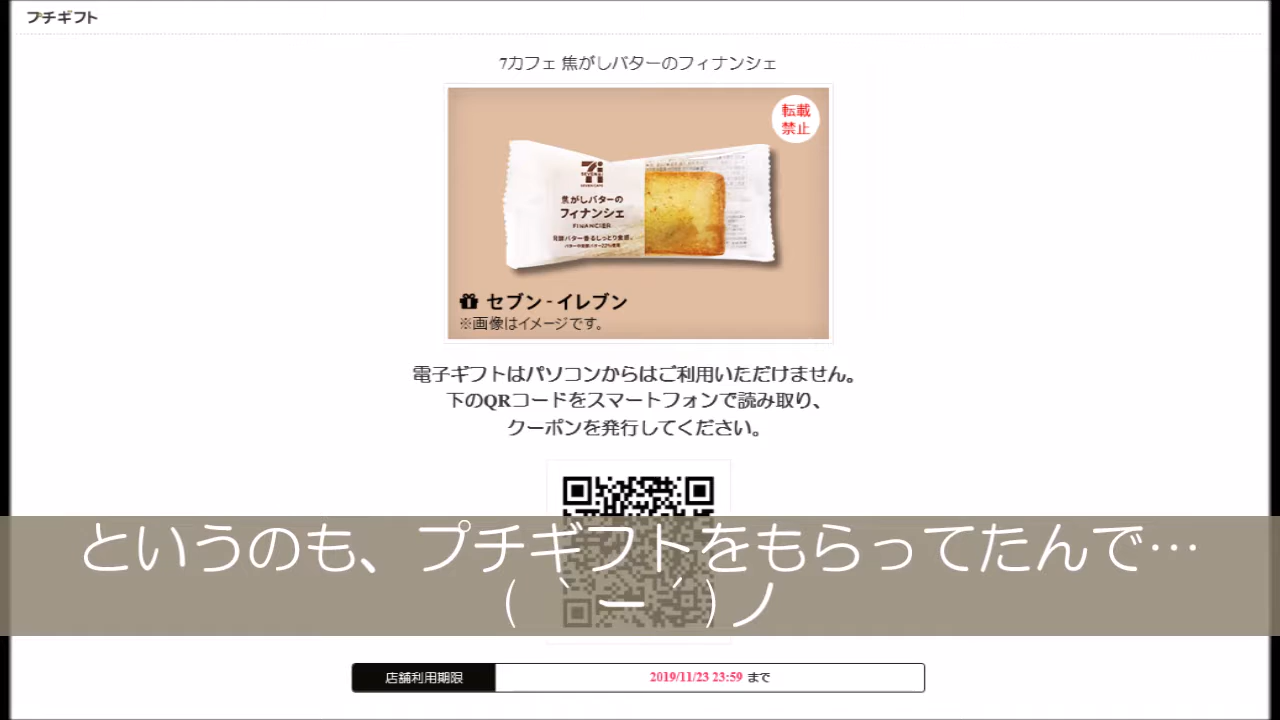 プチギフト
7カフェ 焦がしバターのフィナンシェ
転載
禁止
焦がしバターの
フィナンシェ
FINANCIER
セブン‐イレブン
※画像はイメージです。
電子ギフトはパソコンからはご利用いただけません。
下のQRコードをスマートフォンで読み取り、
クーポンを発行してください。
というのも、プチギフトをもらってたんで…
(　｀ー´)ノ
店舗利用期限 2019/11/23 23:59 まで